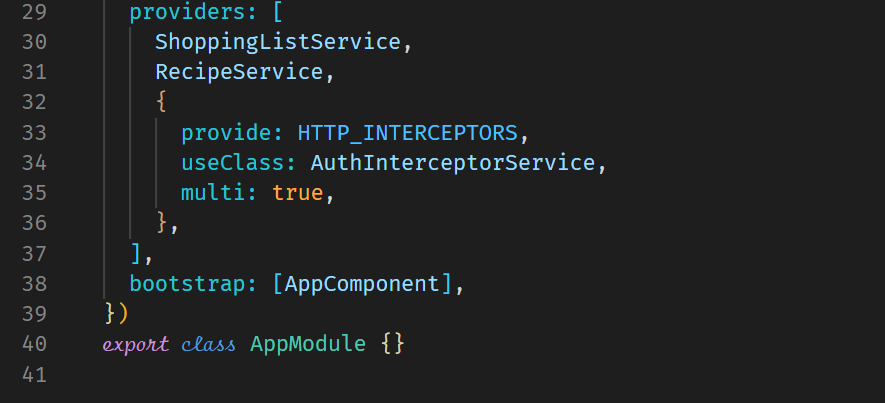 29 providers: [
30 ShoppingListService,
31 RecipeService,
32 {
33 provide: HTTP_INTERCEPTORS,
34 useClass: AuthInterceptorService,
35 multi: true,
36 },
37 ],
38 bootstrap: [AppComponent],
39 })
40 export class AppModule {}
41